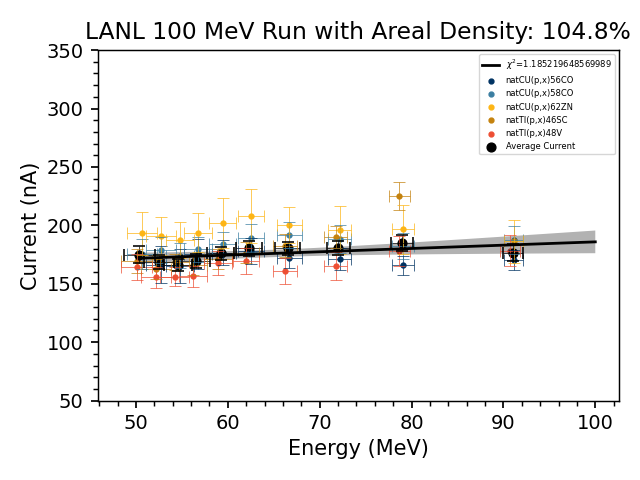 LANL 100 MeV Run with Areal Density: 104.8%
350
300
250
200
150
100
50
Current (nA)
50
60
70
80
90
100
Energy (MeV)
χ²=1.185219648569989
natCU(p,x)56CO
natCU(p,x)58CO
natCU(p,x)62ZN
natTI(p,x)46SC
natTI(p,x)48V
Average Current